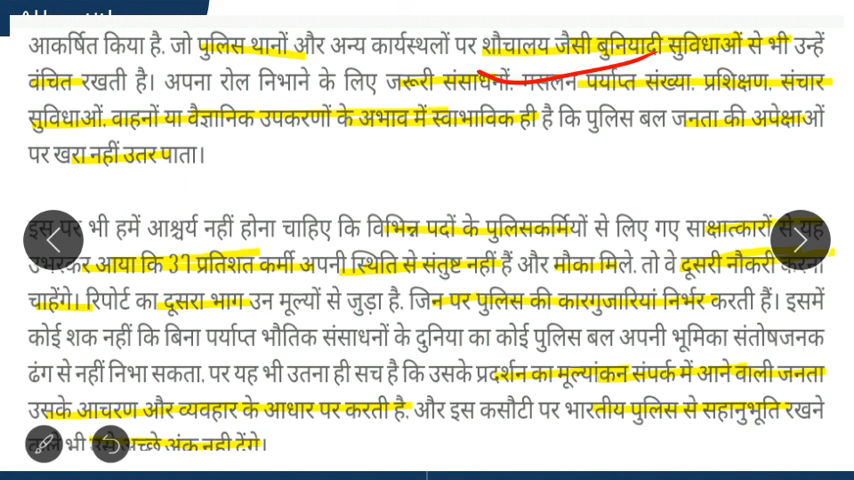 आकर्षित किया है. जो पुलिस थानों और अन्य कार्यस्थलों पर शौचालय जैसी बुनियादी सुविधाओं से भी उन्हें
वंचित रखती है। अपना रोल निभाने के लिए जरूरी संसाधनों. मसलन पर्याप्त संख्या. प्रशिक्षण. संचार
सुविधाओं. वाहनों या वैज्ञानिक उपकरणों के अभाव में स्वाभाविक ही है कि पुलिस बल जनता की अपेक्षाओं
पर खरा नहीं उतर पाता।
इस पर भी हमें आश्चर्य नहीं होना चाहिए कि विभिन्न पदों के पुलिसकर्मियों से लिए गए साक्षात्कारों से यह
उभरकर आया कि 37 प्रतिशत कर्मी अपनी स्थिति से संतुष्ट नहीं हैं और मौका मिले. तो वे दूसरी नौकरी करना
चाहेंगे। रिपोर्ट का दूसरा भाग उन मूल्यों से जुड़ा है. जिन पर पुलिस की कारगुजारियां निर्भर करती हैं। इसमें
कोई शक नहीं कि बिना पर्याप्त भौतिक संसाधनों के दुनिया का कोई पुलिस बल अपनी भूमिका संतोषजनक
ढंग से नहीं निभा सकता. पर यह भी उतना ही सच है कि उसके प्रदर्शन का मूल्यांकन संपर्क में आने वाली जनता
उसके आचरण और व्यवहार के आधार पर करती है. और इस कसौटी पर भारतीय पुलिस से सहानुभूति रखने
वाले भी उसे अच्छे अंक नहीं देंगे।